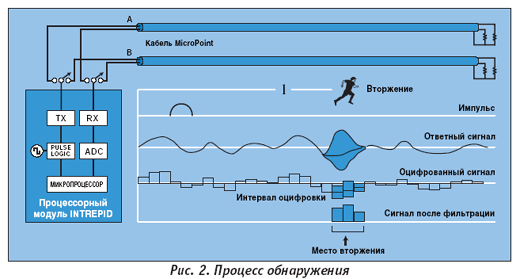 A
Кабель MicroPoint
B
I
Вторжение
Импульс
TX
RX
Ответный сигнал
PULSE
LOGIC
ADC
Оцифрованный сигнал
МИКРОПРОЦЕССОР
Интервал оцифровки
Процессорный
модуль INTREPID
Сигнал после фильтрации
Место вторжения
Рис. 2. Процесс обнаружения